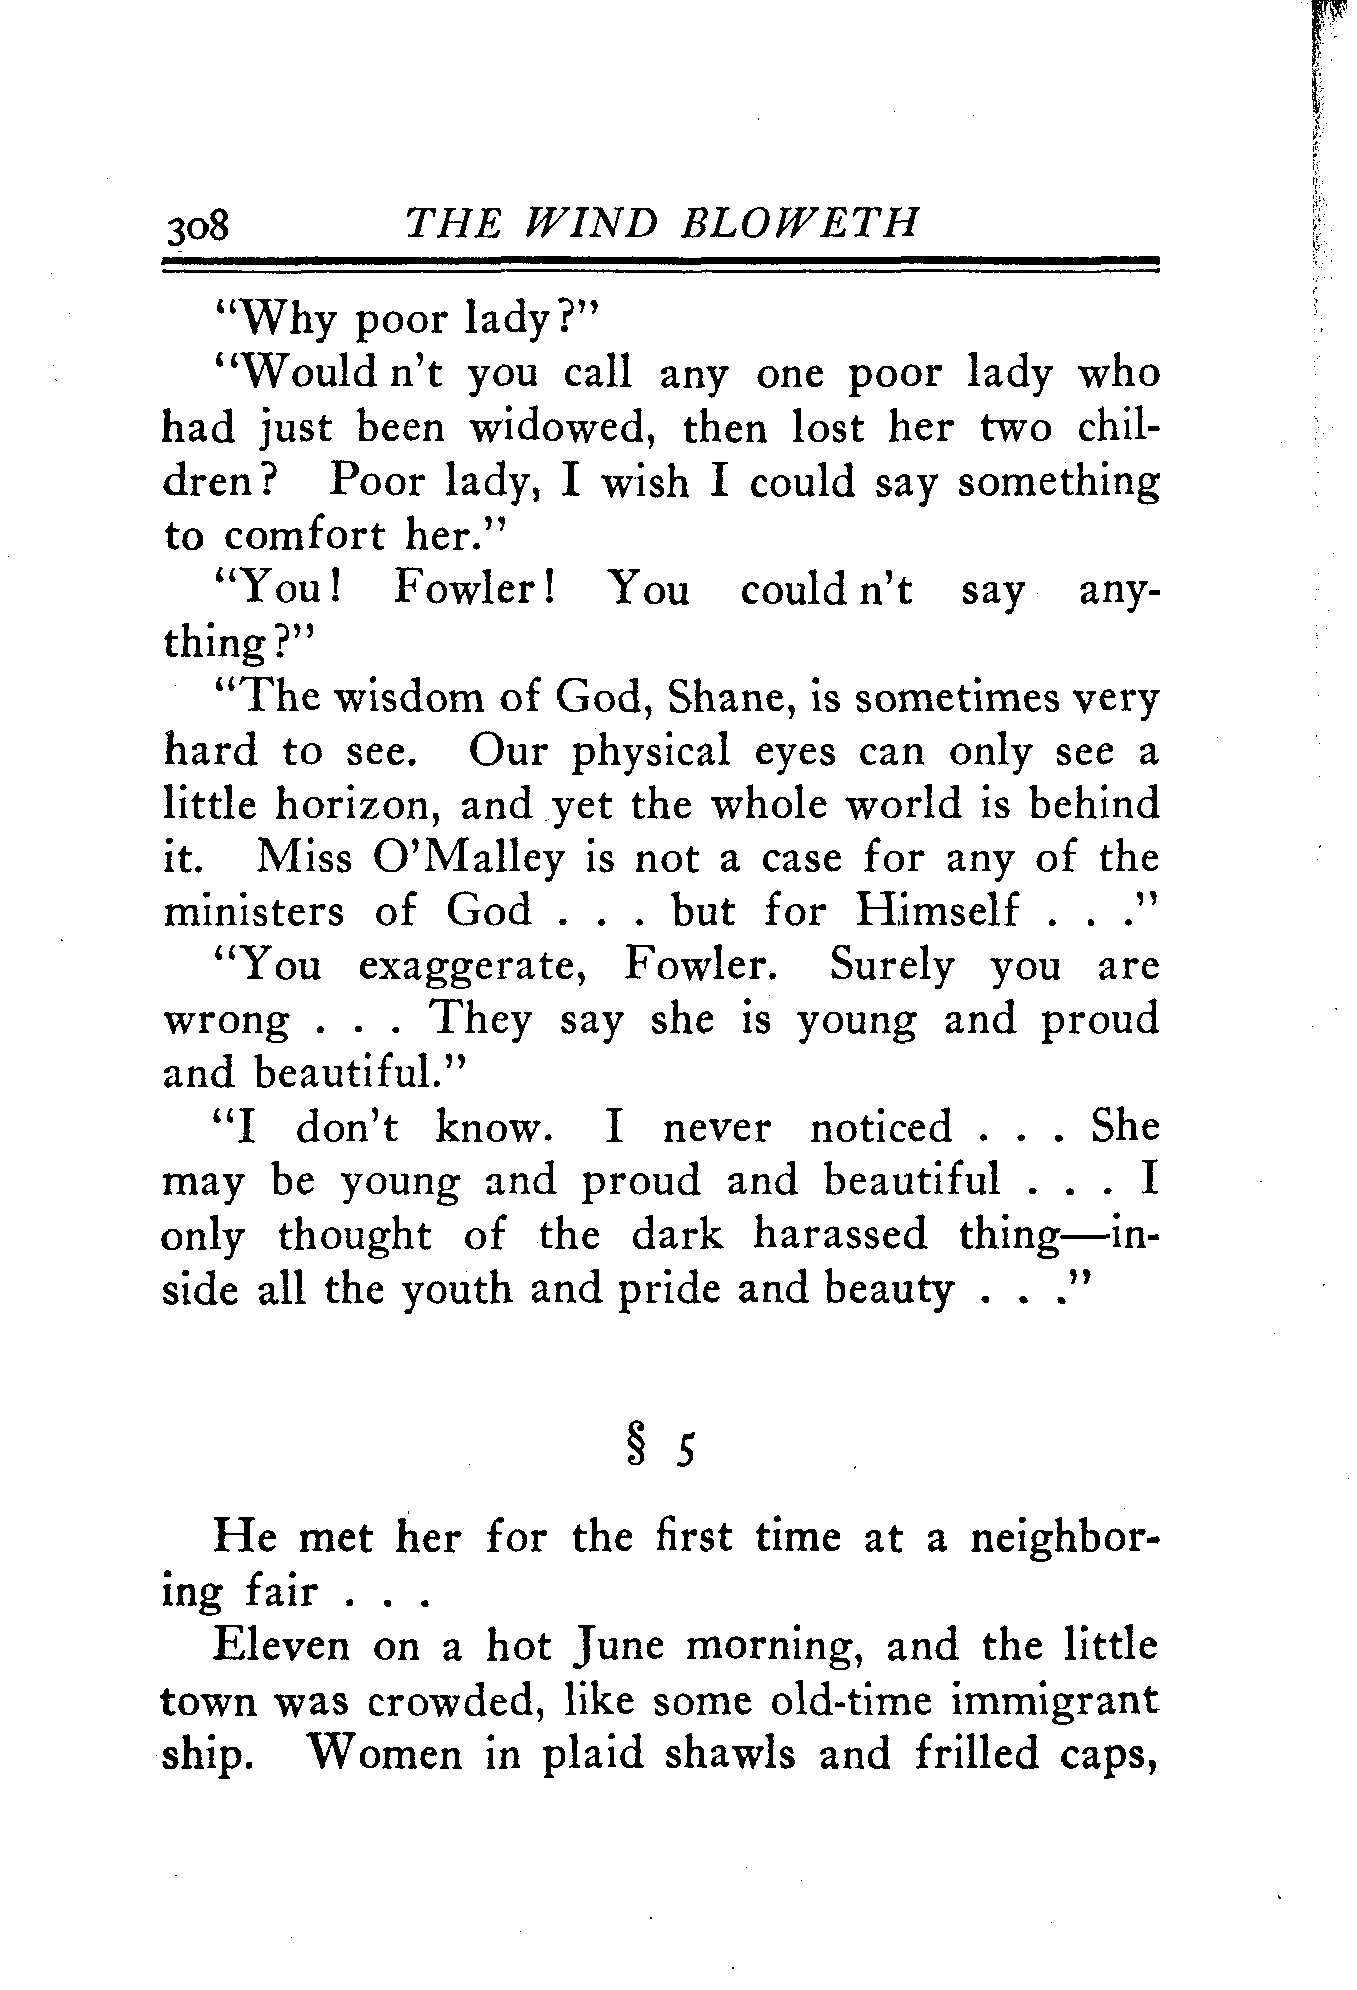 308 THE WIND BLOWETH
"Why poor lady?"
"Would n't you call any one poor lady who
had just been widowed, then lost her two chil-
dren? Poor lady, I wish I could say something
to comfort her."
"You! Fowler! You could n't say any-
thing?"
"The wisdom of God, Shane, is sometimes very
hard to see. Our physical eyes can only see a
little horizon, and yet the whole world is behind
it. Miss O'Malley is not a case for any of the
ministers of God . . . but for Himself . . ."
"You exaggerate, Fowler. Surely you are
wrong . . . They say she is young and proud
and beautiful."
"I don't know. I never noticed . . . She
may be young and proud and beautiful . . . I
only thought of the dark harassed thing—in-
side all the youth and pride and beauty . . ."
§ 5
He met her for the first time at a neighbor-
ing fair . . .
Eleven on a hot June morning, and the little
town was crowded, like some old-time immigrant
ship. Women in plaid shawls and frilled caps,